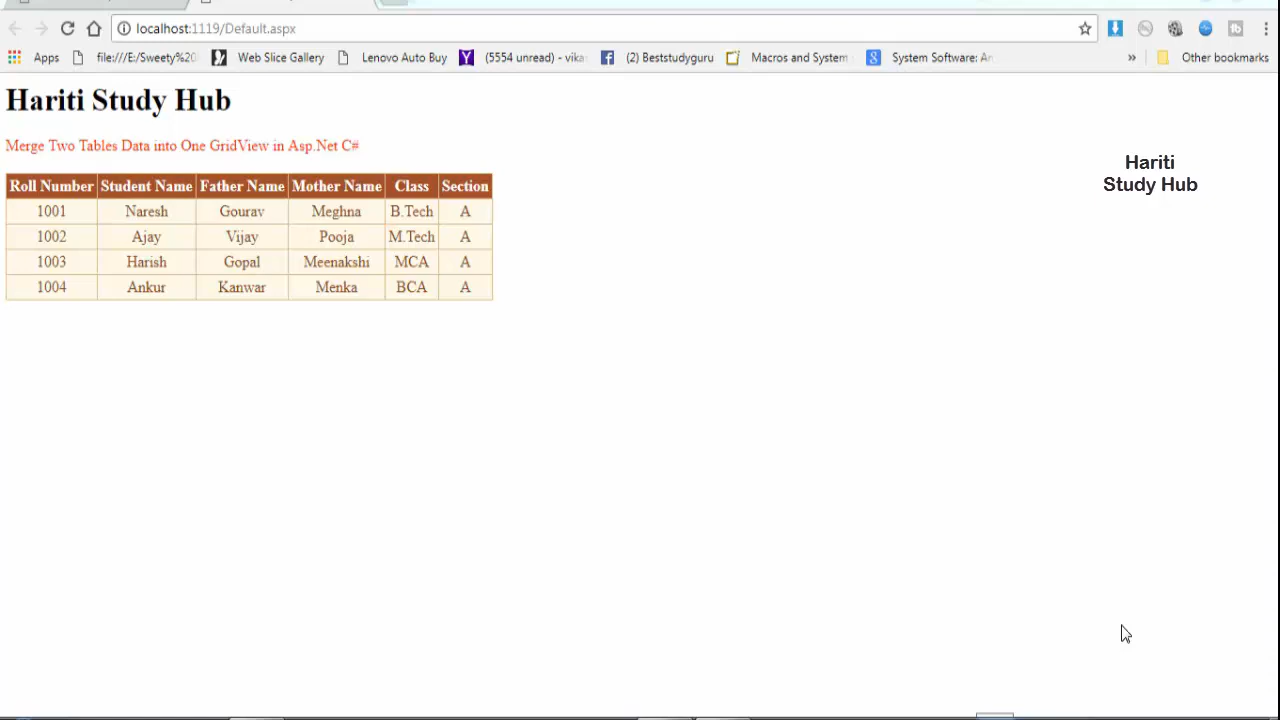 localhost:1119/Default.aspx
Apps file:///E:/Sweety%20 Web Slice Gallery Lenovo Auto Buy (5554 unread) - vika (2) Beststudyguru Macros and System System Software: An » Other bookmarks
Hariti Study Hub
Merge Two Tables Data into One GridView in Asp.Net C#
Hariti
Study Hub
Roll Number Student Name Father Name Mother Name Class Section
1001 Naresh Gourav Meghna B.Tech A
1002 Ajay Vijay Pooja M.Tech A
1003 Harish Gopal Meenakshi MCA A
1004 Ankur Kanwar Menka BCA A